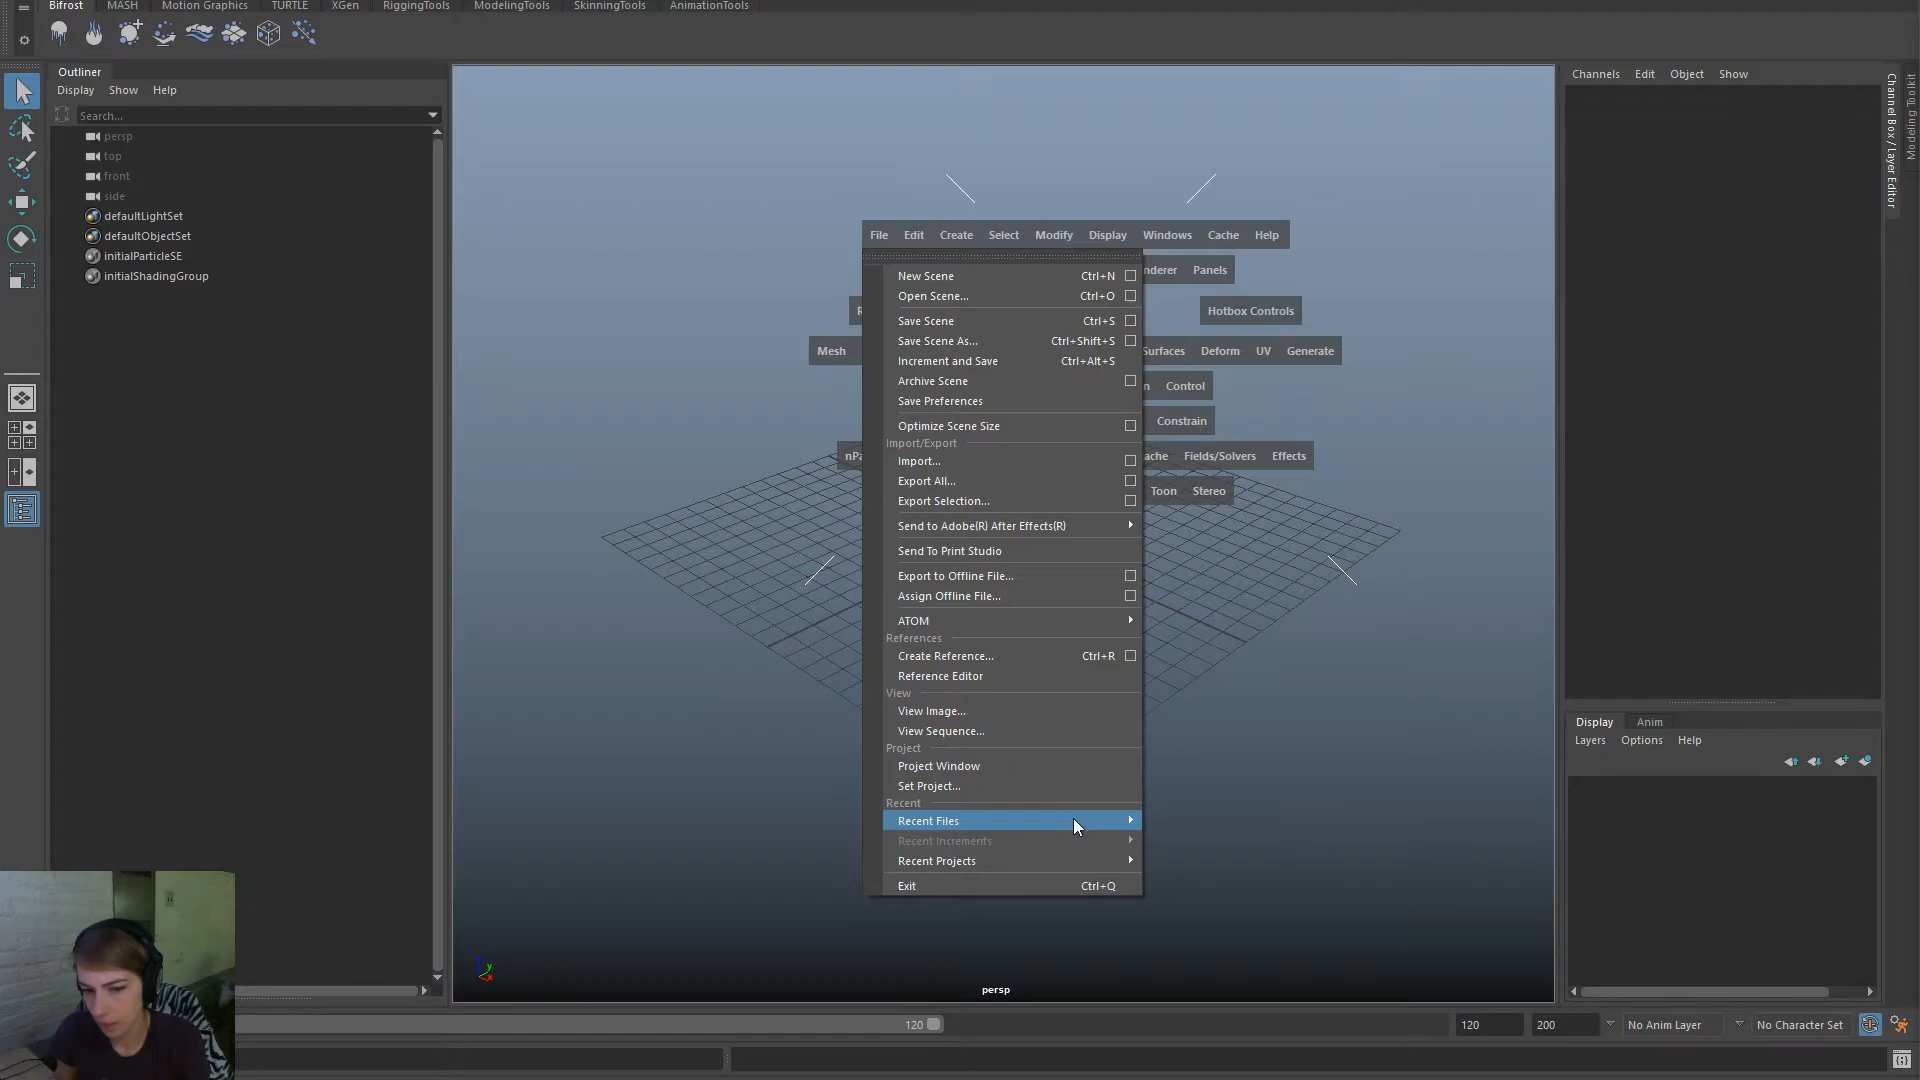 Bifrost MASH Motion Graphics TURTLE XGen RiggingTools ModelingTools SkinningTools AnimationTools
Outliner
Display Show Help
Search...
persp
top
front
side
defaultLightSet
defaultObjectSet
initialParticleSE
initialShadingGroup
File Edit Create Select Modify Display Windows Cache Help
nderer Panels
Hotbox Controls
Mesh
Surfaces Deform UV Generate
n Control
Constrain
nPa
ache Fields/Solvers Effects
Toon Stereo
New Scene Ctrl+N
Open Scene... Ctrl+O
Save Scene Ctrl+S
Save Scene As... Ctrl+Shift+S
Increment and Save Ctrl+Alt+S
Archive Scene
Save Preferences
Optimize Scene Size
Import/Export
Import...
Export All...
Export Selection...
Send to Adobe(R) After Effects(R)
Send To Print Studio
Export to Offline File...
Assign Offline File...
ATOM
References
Create Reference... Ctrl+R
Reference Editor
View
View Image...
View Sequence...
Project
Project Window
Set Project...
Recent
Recent Files
Recent Increments
Recent Projects
Exit Ctrl+Q
y
persp
Channels Edit Object Show
Channel Box / Layer Editor
Modeling Toolkit
Display Anim
Layers Options Help
120
120 200 No Anim Layer No Character Set